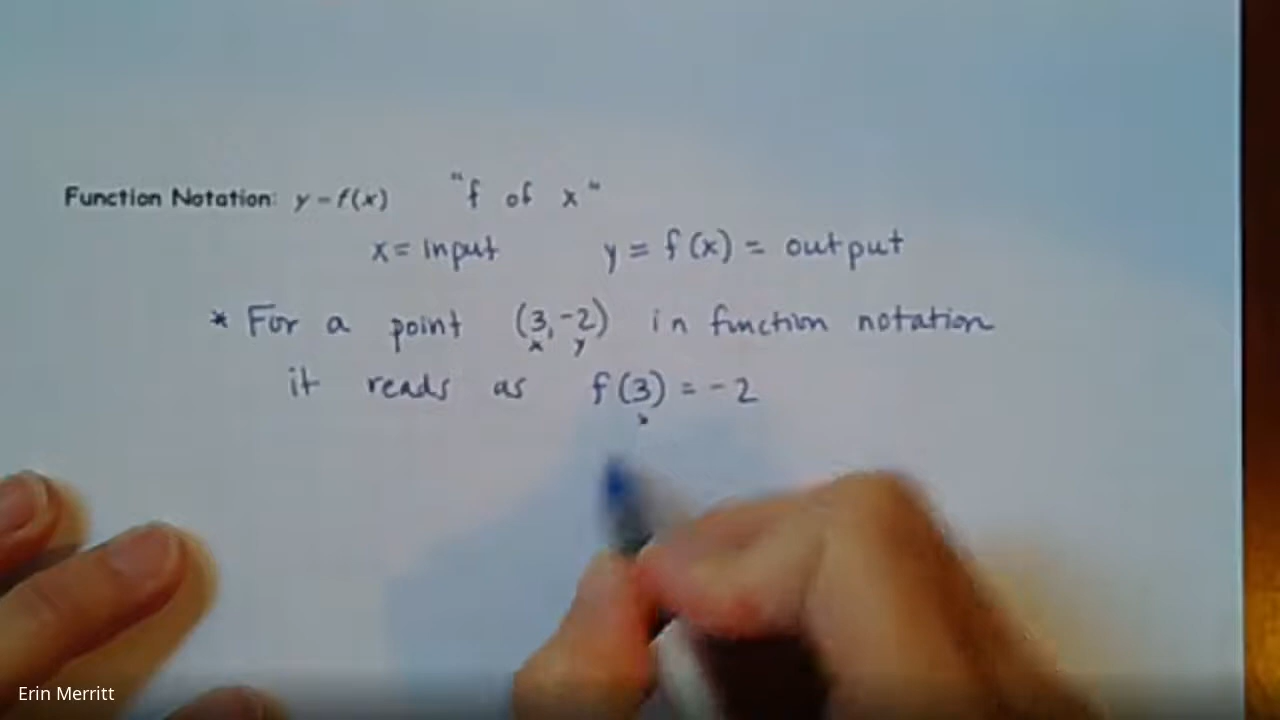 Function Notation: y = f(x) "f of x"
x = input y = f(x) = output
* For a point (3, -2) in function notation
x y
it reads as f(3) = -2
x
Erin Merritt